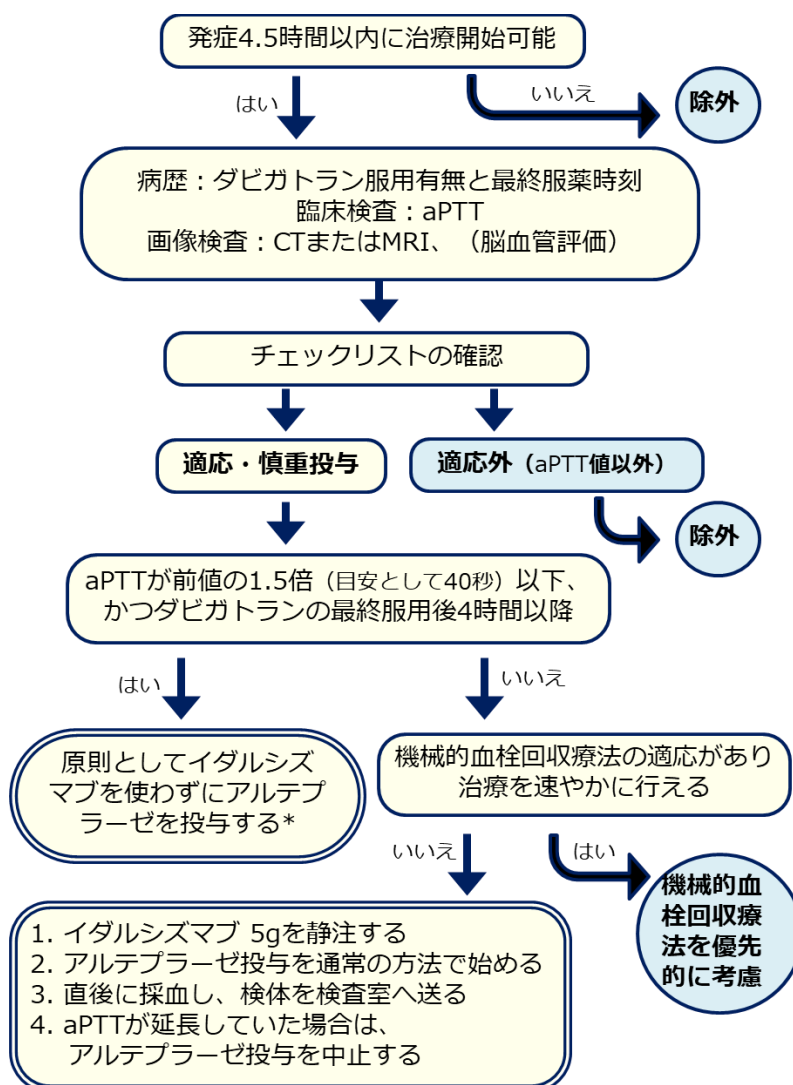 発症4.5時間以内に治療開始可能
はい
いいえ
除外
病歴：ダビガトラン服用有無と最終服薬時刻
臨床検査：aPTT
画像検査：CTまたはMRI、（脳血管評価）
チェックリストの確認
適応・慎重投与
適応外（aPTT値以外）
除外
aPTTが前値の1.5倍（目安として40秒）以下、
かつダビガトランの最終服用後4時間以降
はい
いいえ
原則としてイダルシズ
マブを使わずにアルテプ
ラーゼを投与する*
機械的血栓回収療法の適応があり
治療を速やかに行える
いいえ
はい
機械的血
栓回収療
法を優先
的に考慮
1. イダルシズマブ 5gを静注する
2. アルテプラーゼ投与を通常の方法で始める
3. 直後に採血し、検体を検査室へ送る
4. aPTTが延長していた場合は、
アルテプラーゼ投与を中止する